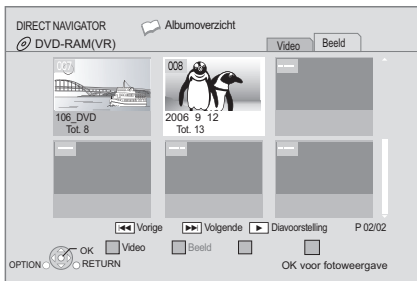 DIRECT NAVIGATOR Albumoverzicht
DVD-RAM(VR) Video Beeld
007 008 ---
106_DVD 2006 9 12
Tot. 8 Tot. 13
--- --- ---
Vorige Volgende Diavoorstelling P 02/02
OK Video Beeld
OPTION RETURN OK voor fotoweergave